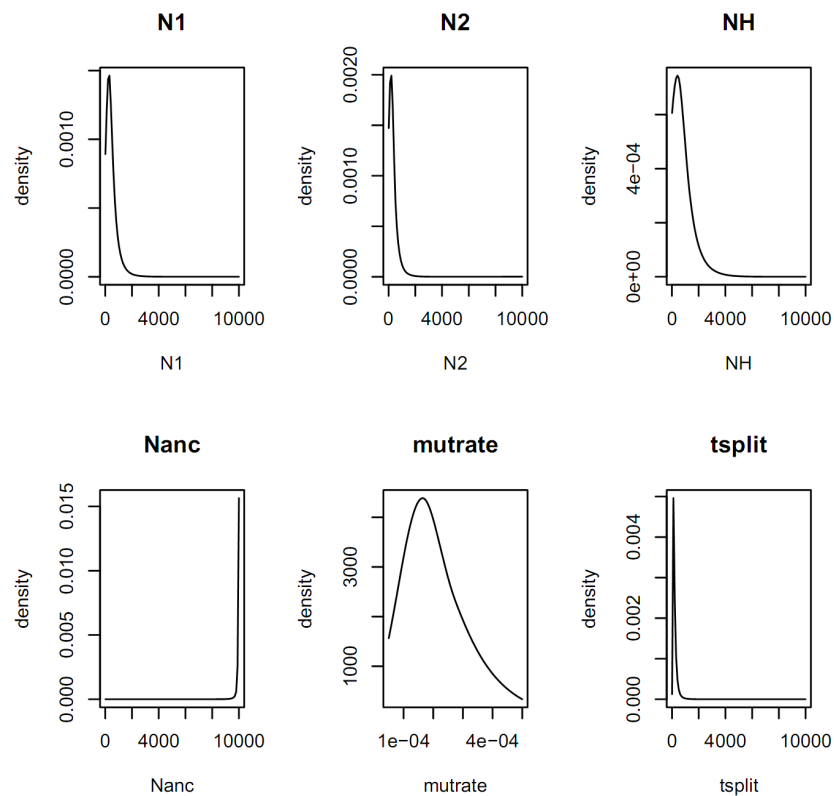 N1
N2
NH
density
0.0000
0.0010
0 4000 10000
N1
density
0.0000
0.0010
0.0020
0 4000 10000
N2
density
0e+00
4e−04
0 4000 10000
NH
Nanc
mutrate
tsplit
density
0.000
0.005
0.010
0.015
0 4000 10000
Nanc
density
1000
3000
1e−04 4e−04
mutrate
density
0.000
0.002
0.004
0 4000 10000
tsplit